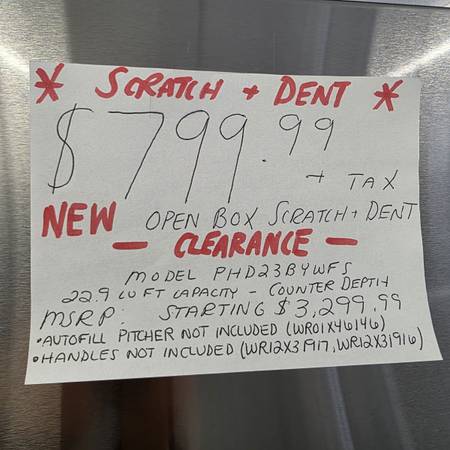 * SCRATCH + DENT *
$799.99
+ TAX
NEW OPEN BOX SCRATCH + DENT
- CLEARANCE -
MODEL PHD23BYWFS
22.9 CU FT CAPACITY - COUNTER DEPTH
MSRP: STARTING $3,299.99
•AUTOFILL PITCHER NOT INCLUDED (WR01X46146)
•HANDLES NOT INCLUDED (WR12X31917, WR12X31916)